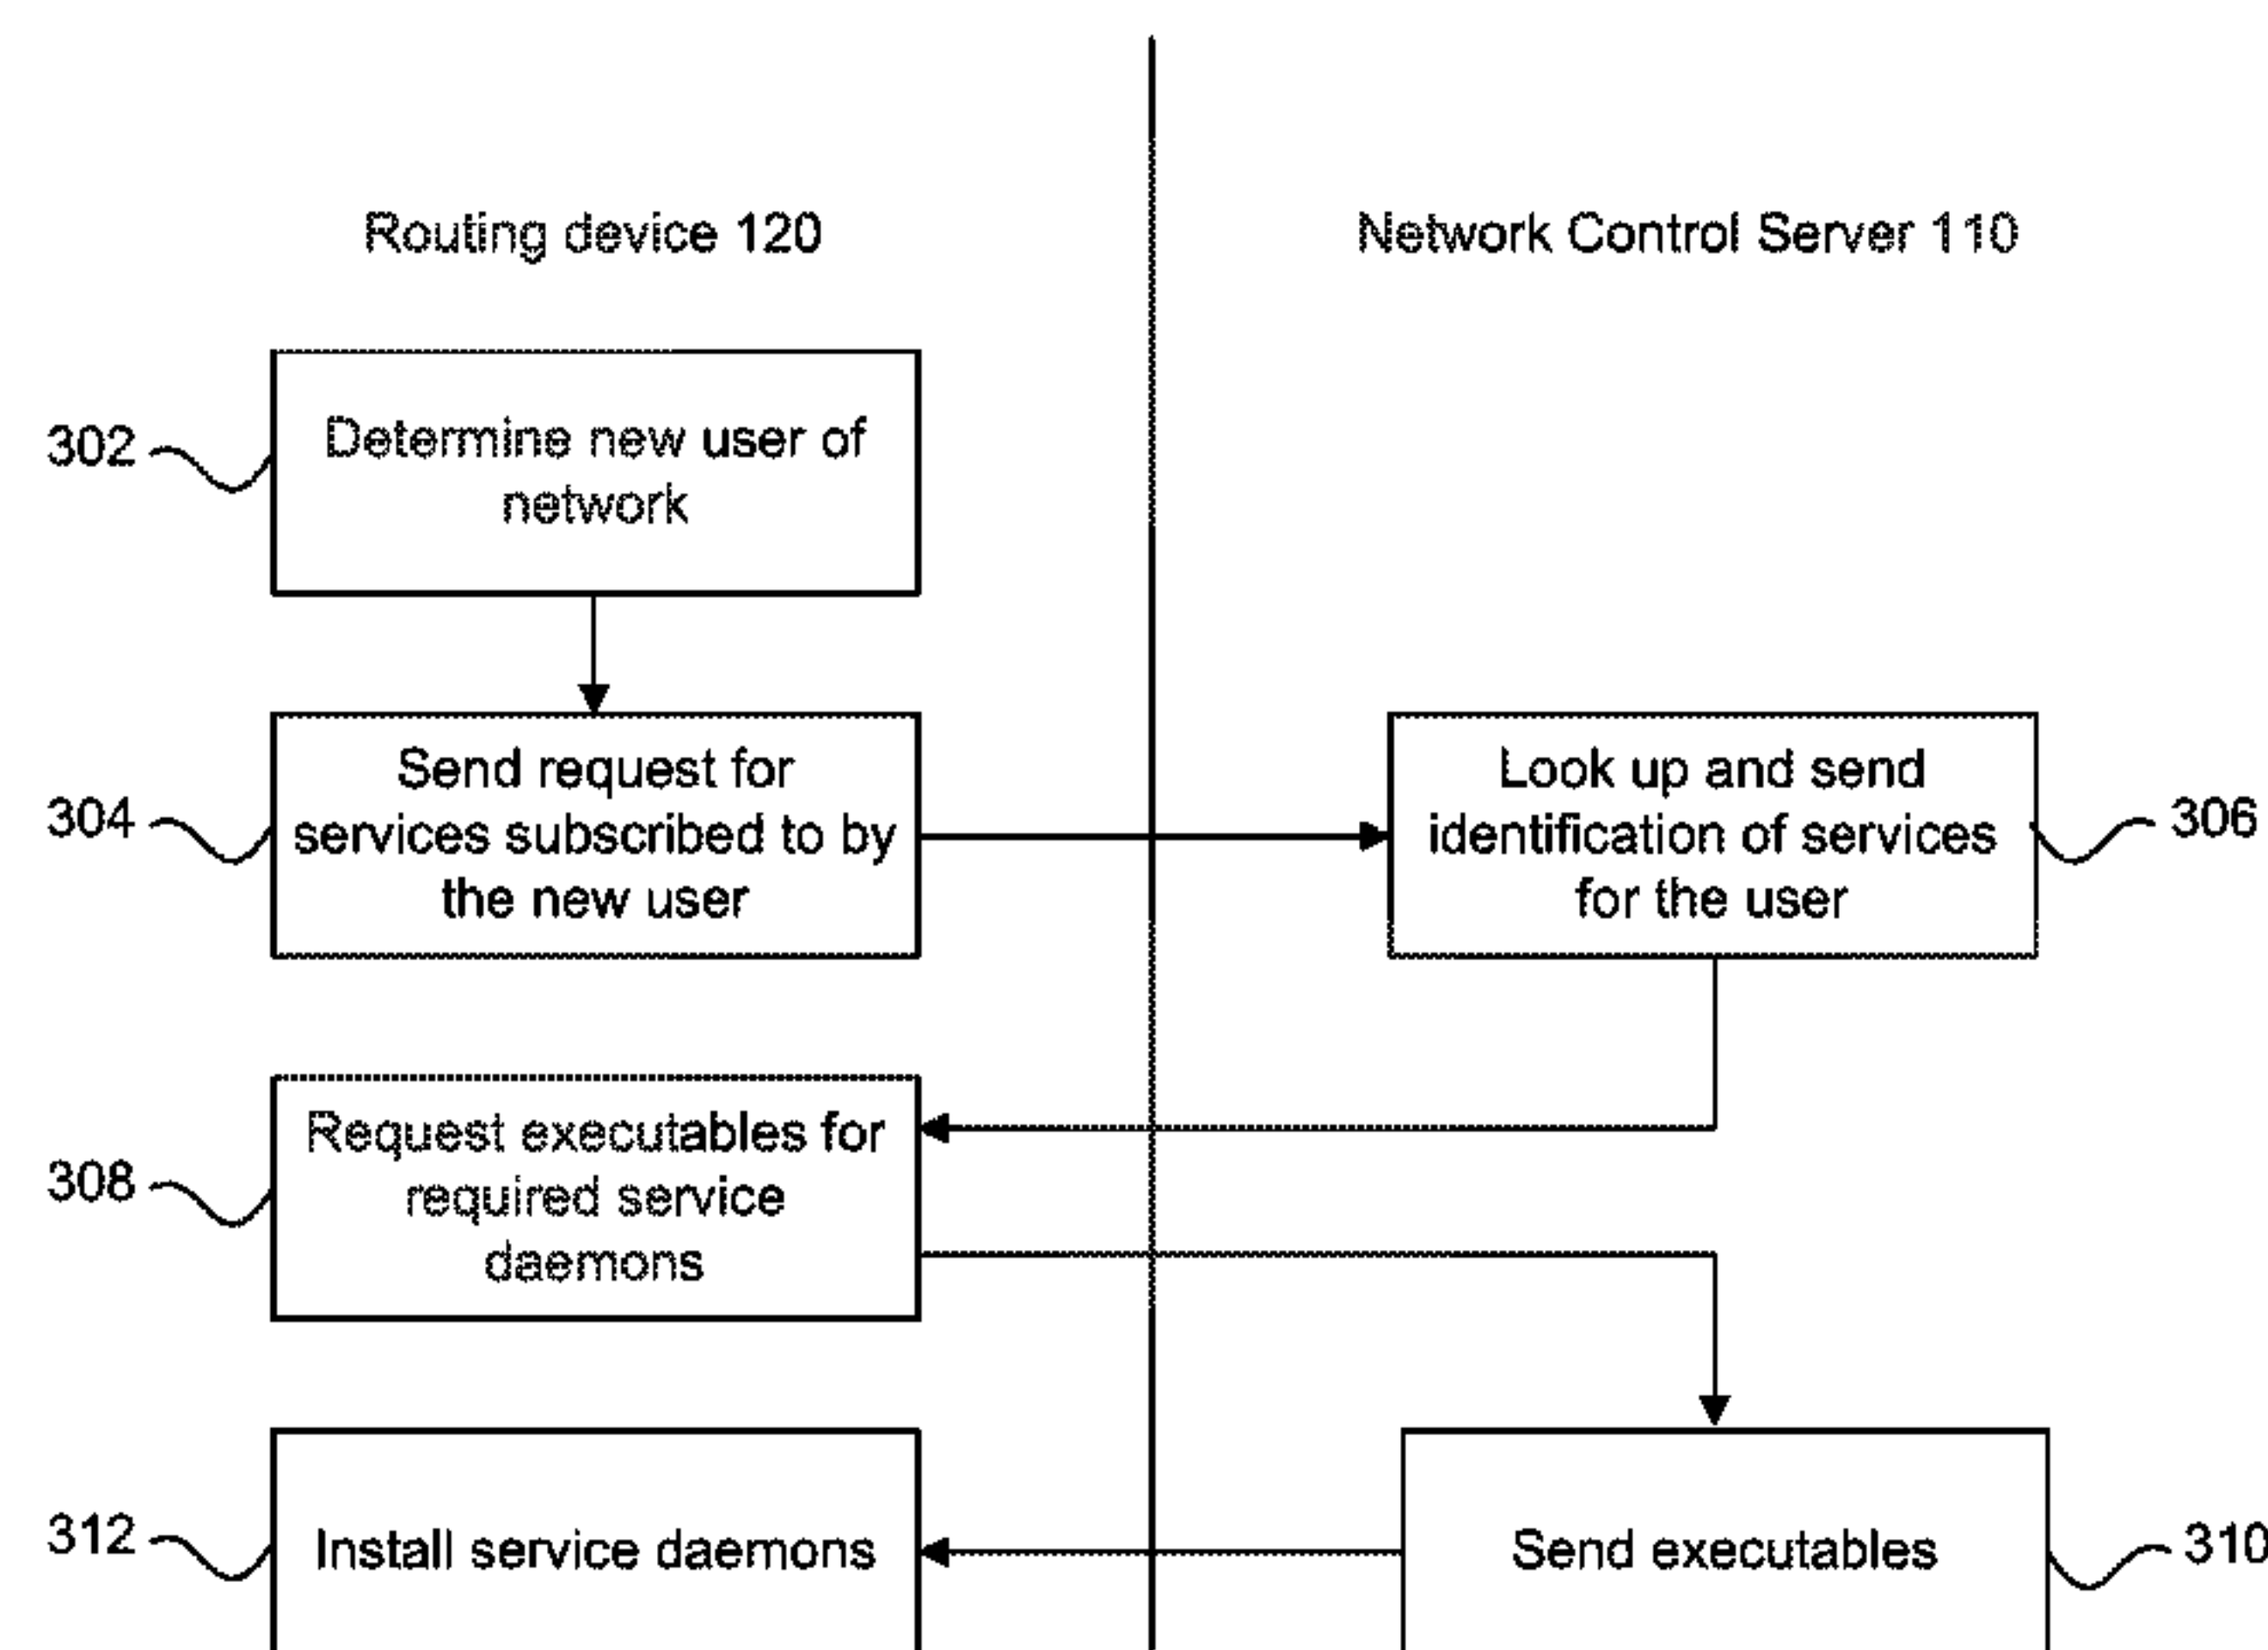 Routing device 120
Network Control Server 110
302
Determine new user of
network
304
Send request for
services subscribed to by
the new user
Look up and send
identification of services
for the user
306
308
Request executables for
required service
daemons
312
Install service daemons
Send executables
310